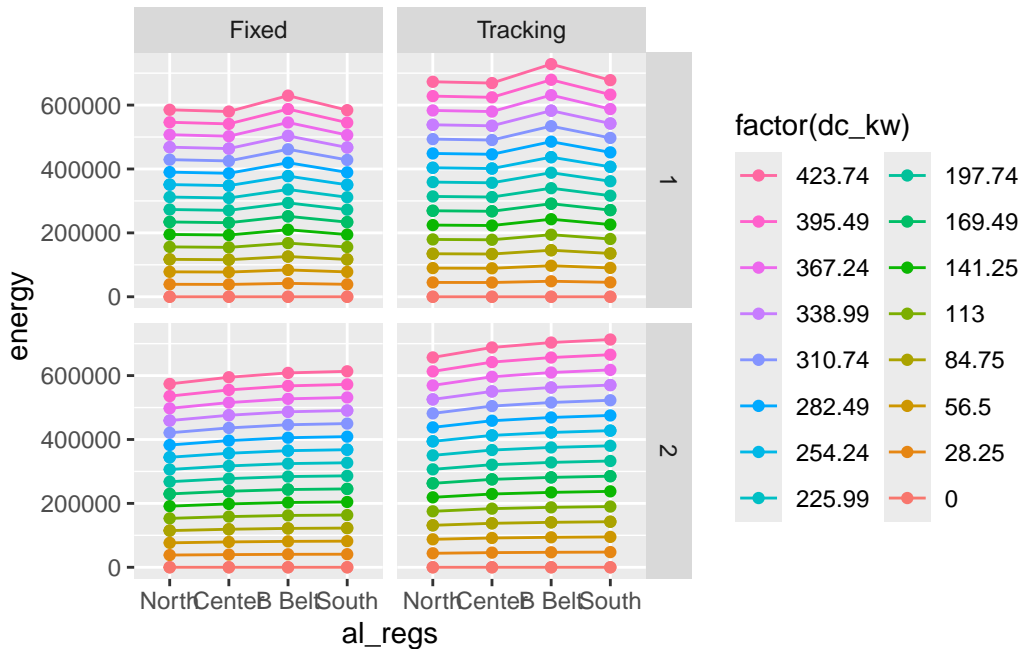 Fixed
Tracking
600000
400000
200000
0
1
600000
400000
200000
0
2
energy
North
Center
B Belt
South
North
Center
B Belt
South
al_regs
factor(dc_kw)
423.74
395.49
367.24
338.99
310.74
282.49
254.24
225.99
197.74
169.49
141.25
113
84.75
56.5
28.25
0